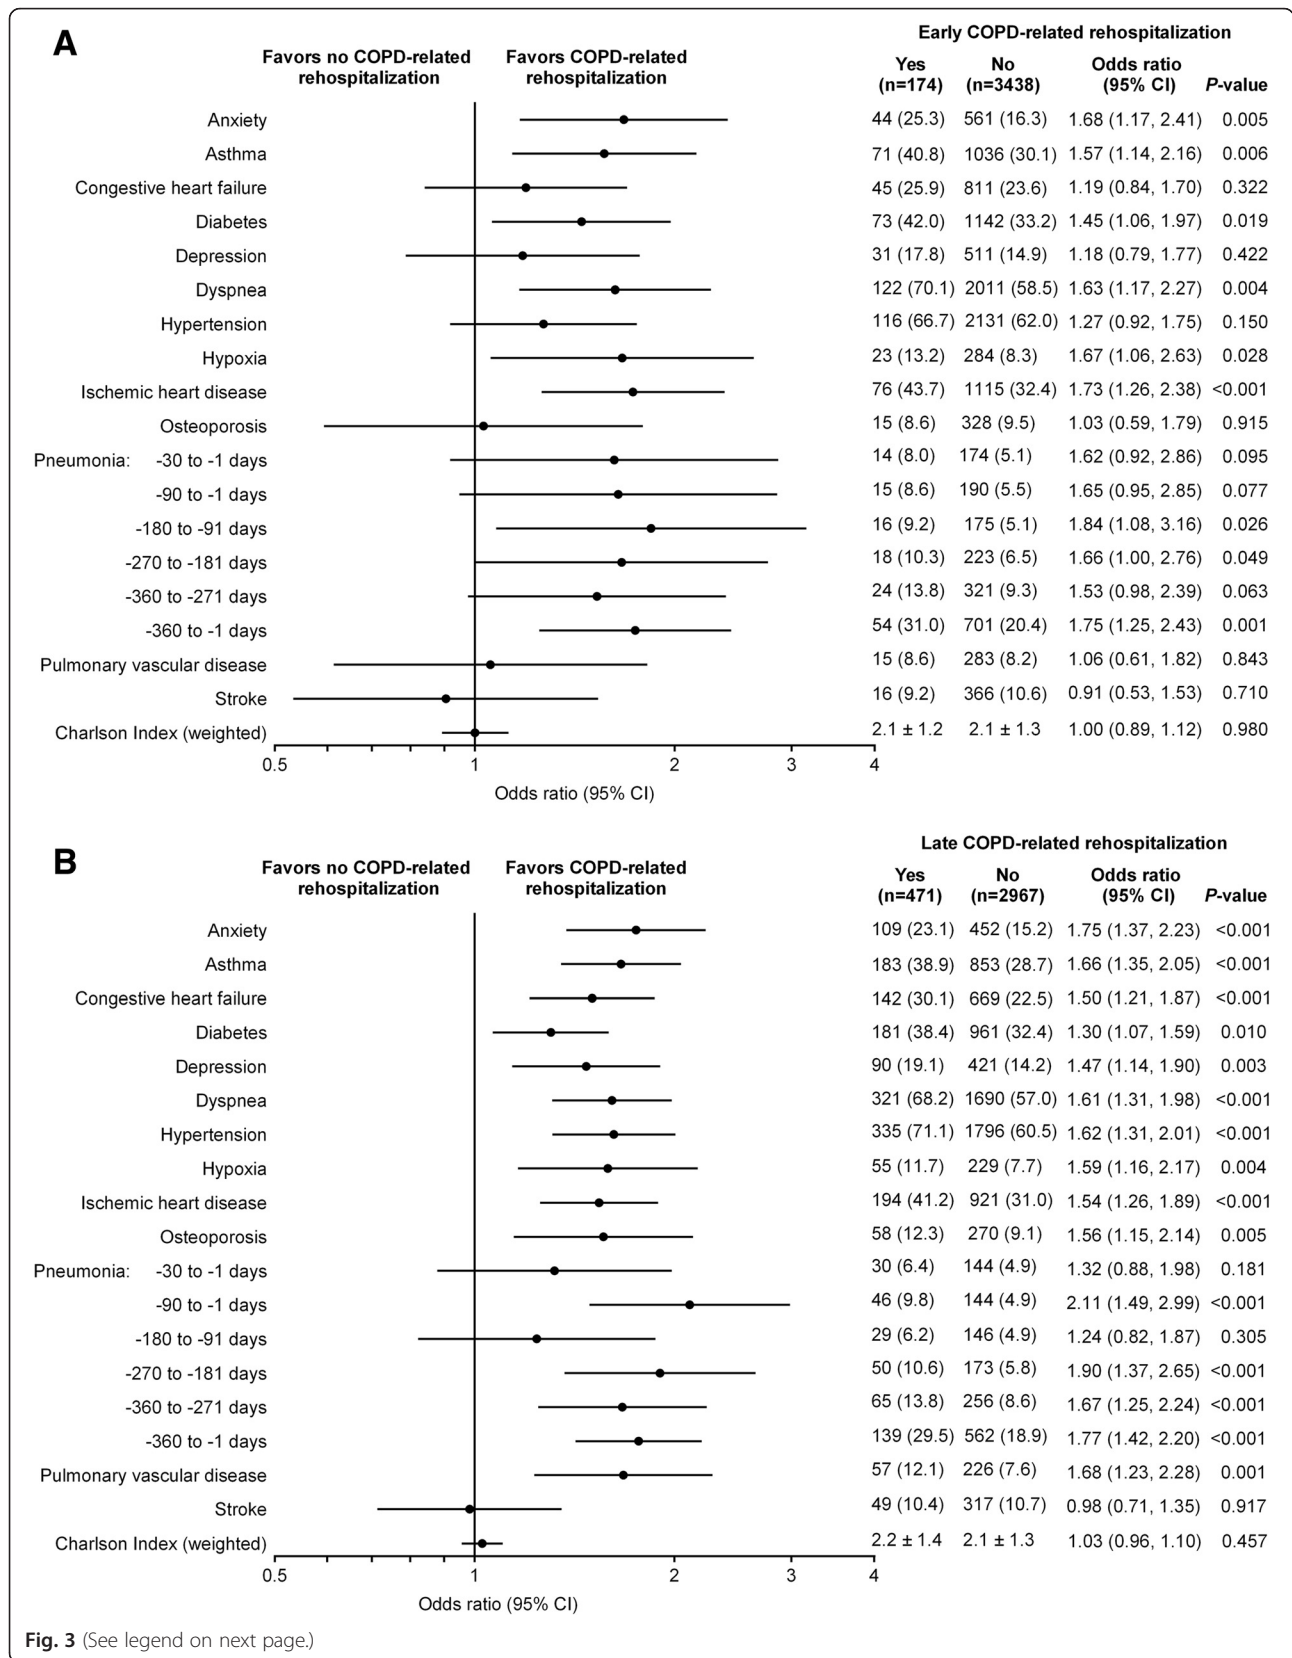 A
Early COPD-related rehospitalization
Favors no COPD-related rehospitalization Favors COPD-related rehospitalization Yes (n=174) No (n=3438) Odds ratio (95% CI) P-value
Anxiety 44 (25.3) 561 (16.3) 1.68 (1.17, 2.41) 0.005
Asthma 71 (40.8) 1036 (30.1) 1.57 (1.14, 2.16) 0.006
Congestive heart failure 45 (25.9) 811 (23.6) 1.19 (0.84, 1.70) 0.322
Diabetes 73 (42.0) 1142 (33.2) 1.45 (1.06, 1.97) 0.019
Depression 31 (17.8) 511 (14.9) 1.18 (0.79, 1.77) 0.422
Dyspnea 122 (70.1) 2011 (58.5) 1.63 (1.17, 2.27) 0.004
Hypertension 116 (66.7) 2131 (62.0) 1.27 (0.92, 1.75) 0.150
Hypoxia 23 (13.2) 284 (8.3) 1.67 (1.06, 2.63) 0.028
Ischemic heart disease 76 (43.7) 1115 (32.4) 1.73 (1.26, 2.38) <0.001
Osteoporosis 15 (8.6) 328 (9.5) 1.03 (0.59, 1.79) 0.915
Pneumonia: -30 to -1 days 14 (8.0) 174 (5.1) 1.62 (0.92, 2.86) 0.095
-90 to -1 days 15 (8.6) 190 (5.5) 1.65 (0.95, 2.85) 0.077
-180 to -91 days 16 (9.2) 175 (5.1) 1.84 (1.08, 3.16) 0.026
-270 to -181 days 18 (10.3) 223 (6.5) 1.66 (1.00, 2.76) 0.049
-360 to -271 days 24 (13.8) 321 (9.3) 1.53 (0.98, 2.39) 0.063
-360 to -1 days 54 (31.0) 701 (20.4) 1.75 (1.25, 2.43) 0.001
Pulmonary vascular disease 15 (8.6) 283 (8.2) 1.06 (0.61, 1.82) 0.843
Stroke 16 (9.2) 366 (10.6) 0.91 (0.53, 1.53) 0.710
Charlson Index (weighted) 2.1 ± 1.2 2.1 ± 1.3 1.00 (0.89, 1.12) 0.980
0.5 1 2 3 4
Odds ratio (95% CI)
B
Late COPD-related rehospitalization
Favors no COPD-related rehospitalization Favors COPD-related rehospitalization Yes (n=471) No (n=2967) Odds ratio (95% CI) P-value
Anxiety 109 (23.1) 452 (15.2) 1.75 (1.37, 2.23) <0.001
Asthma 183 (38.9) 853 (28.7) 1.66 (1.35, 2.05) <0.001
Congestive heart failure 142 (30.1) 669 (22.5) 1.50 (1.21, 1.87) <0.001
Diabetes 181 (38.4) 961 (32.4) 1.30 (1.07, 1.59) 0.010
Depression 90 (19.1) 421 (14.2) 1.47 (1.14, 1.90) 0.003
Dyspnea 321 (68.2) 1690 (57.0) 1.61 (1.31, 1.98) <0.001
Hypertension 335 (71.1) 1796 (60.5) 1.62 (1.31, 2.01) <0.001
Hypoxia 55 (11.7) 229 (7.7) 1.59 (1.16, 2.17) 0.004
Ischemic heart disease 194 (41.2) 921 (31.0) 1.54 (1.26, 1.89) <0.001
Osteoporosis 58 (12.3) 270 (9.1) 1.56 (1.15, 2.14) 0.005
Pneumonia: -30 to -1 days 30 (6.4) 144 (4.9) 1.32 (0.88, 1.98) 0.181
-90 to -1 days 46 (9.8) 144 (4.9) 2.11 (1.49, 2.99) <0.001
-180 to -91 days 29 (6.2) 146 (4.9) 1.24 (0.82, 1.87) 0.305
-270 to -181 days 50 (10.6) 173 (5.8) 1.90 (1.37, 2.65) <0.001
-360 to -271 days 65 (13.8) 256 (8.6) 1.67 (1.25, 2.24) <0.001
-360 to -1 days 139 (29.5) 562 (18.9) 1.77 (1.42, 2.20) <0.001
Pulmonary vascular disease 57 (12.1) 226 (7.6) 1.68 (1.23, 2.28) 0.001
Stroke 49 (10.4) 317 (10.7) 0.98 (0.71, 1.35) 0.917
Charlson Index (weighted) 2.2 ± 1.4 2.1 ± 1.3 1.03 (0.96, 1.10) 0.457
0.5 1 2 3 4
Odds ratio (95% CI)
Fig. 3 (See legend on next page.)